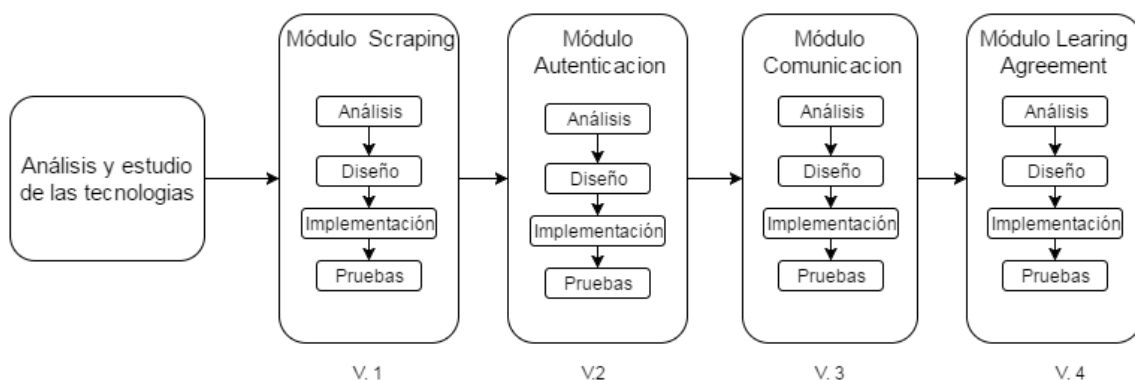 Análisis y estudio
de las tecnologias
Módulo Scraping
Análisis
Diseño
Implementación
Pruebas
V. 1
Módulo
Autenticacion
Análisis
Diseño
Implementación
Pruebas
V.2
Módulo
Comunicacion
Análisis
Diseño
Implementación
Pruebas
V. 3
Módulo Learing
Agreement
Análisis
Diseño
Implementación
Pruebas
V. 4